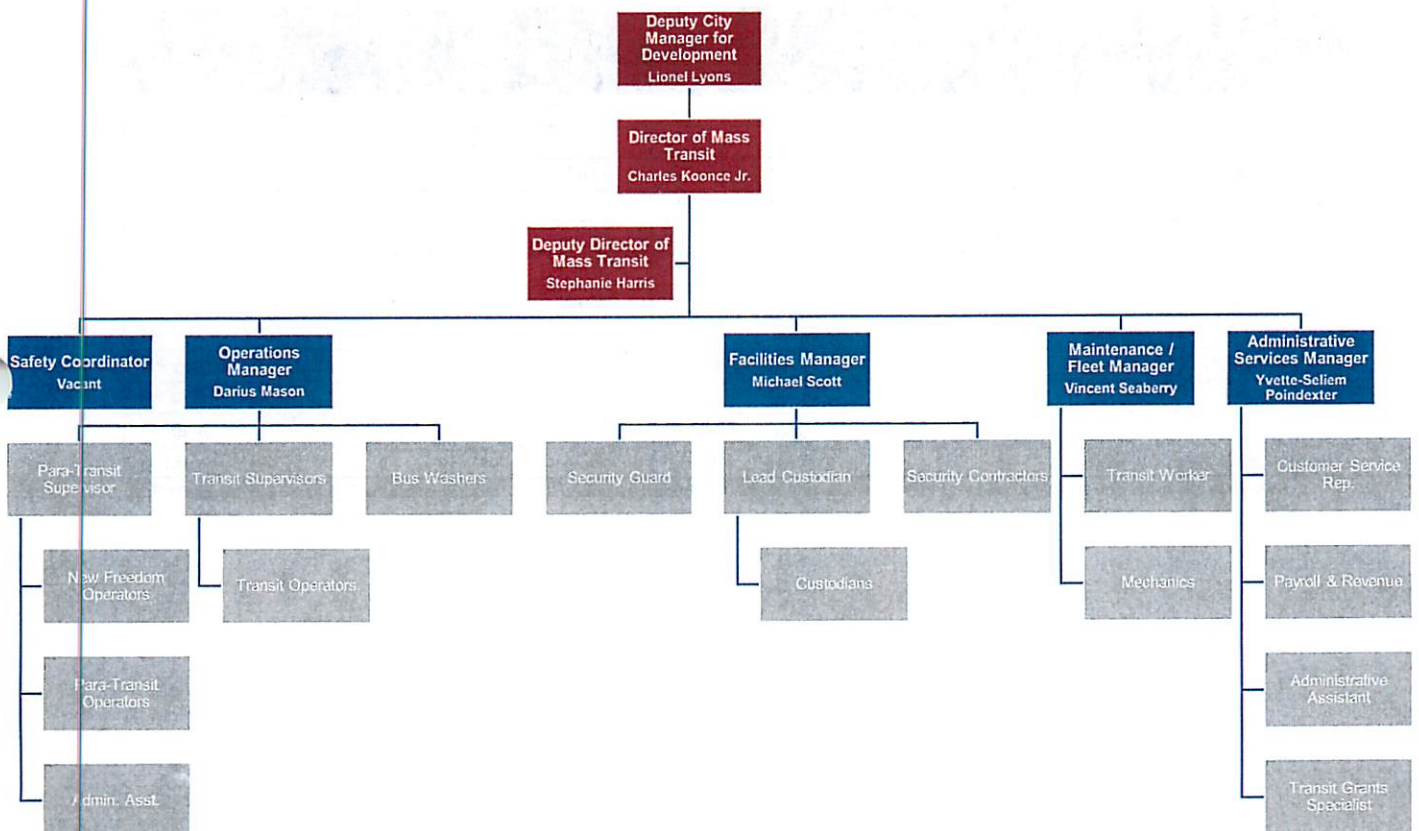 Deputy City
Manager for
Development
Lionel Lyons
Director of Mass
Transit
Charles Koonce Jr.
Deputy Director of
Mass Transit
Stephanie Harris
Safety Coordinator
Vacant
Operations
Manager
Darius Mason
Facilities Manager
Michael Scott
Maintenance /
Fleet Manager
Vincent Seaberry
Administrative
Services Manager
Yvette-Seliem
Poindexter
Para-Transit
Supervisor
Transit Supervisors
Bus Washers
Security Guard
Lead Custodian
Security Contractors
Transit Worker
Customer Service
Rep.
New Freedom
Operators
Transit Operators
Custodians
Mechanics
Payroll & Revenue
Para-Transit
Operators
Administrative
Assistant
Admin. Asst.
Transit Grants
Specialist